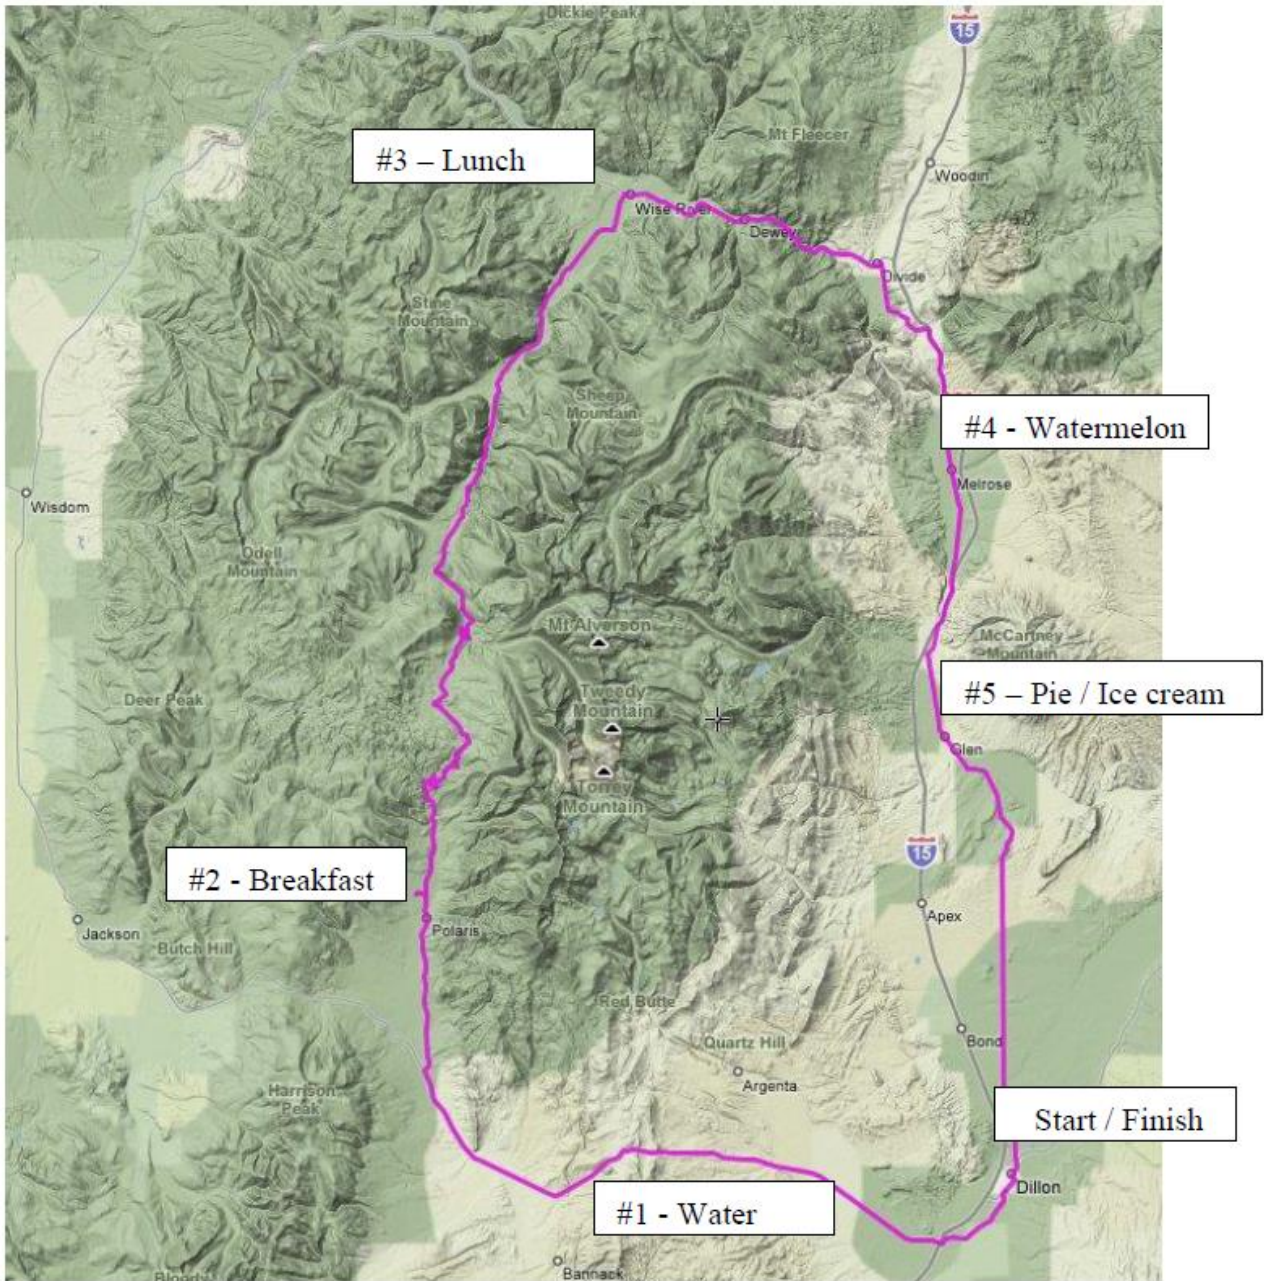 Dickie Peak
15
Mt Fleecer
#3 – Lunch
Woodin
Wise River
Dewey
Divide
Stine
Mountain
Sheep
Mountain
#4 - Watermelon
Melrose
Wisdom
Odell
Mountain
Mt Alverson
McCartney
Mountain
Deer Peak
Tweedy
Mountain
#5 – Pie / Ice cream
Glen
Torrey
Mountain
15
#2 - Breakfast
Apex
Polaris
Jackson
Butch Hill
Red Butte
Bond
Quartz Hill
Argenta
Harrison
Peak
Start / Finish
Dillon
#1 - Water
Bannack
Bloody